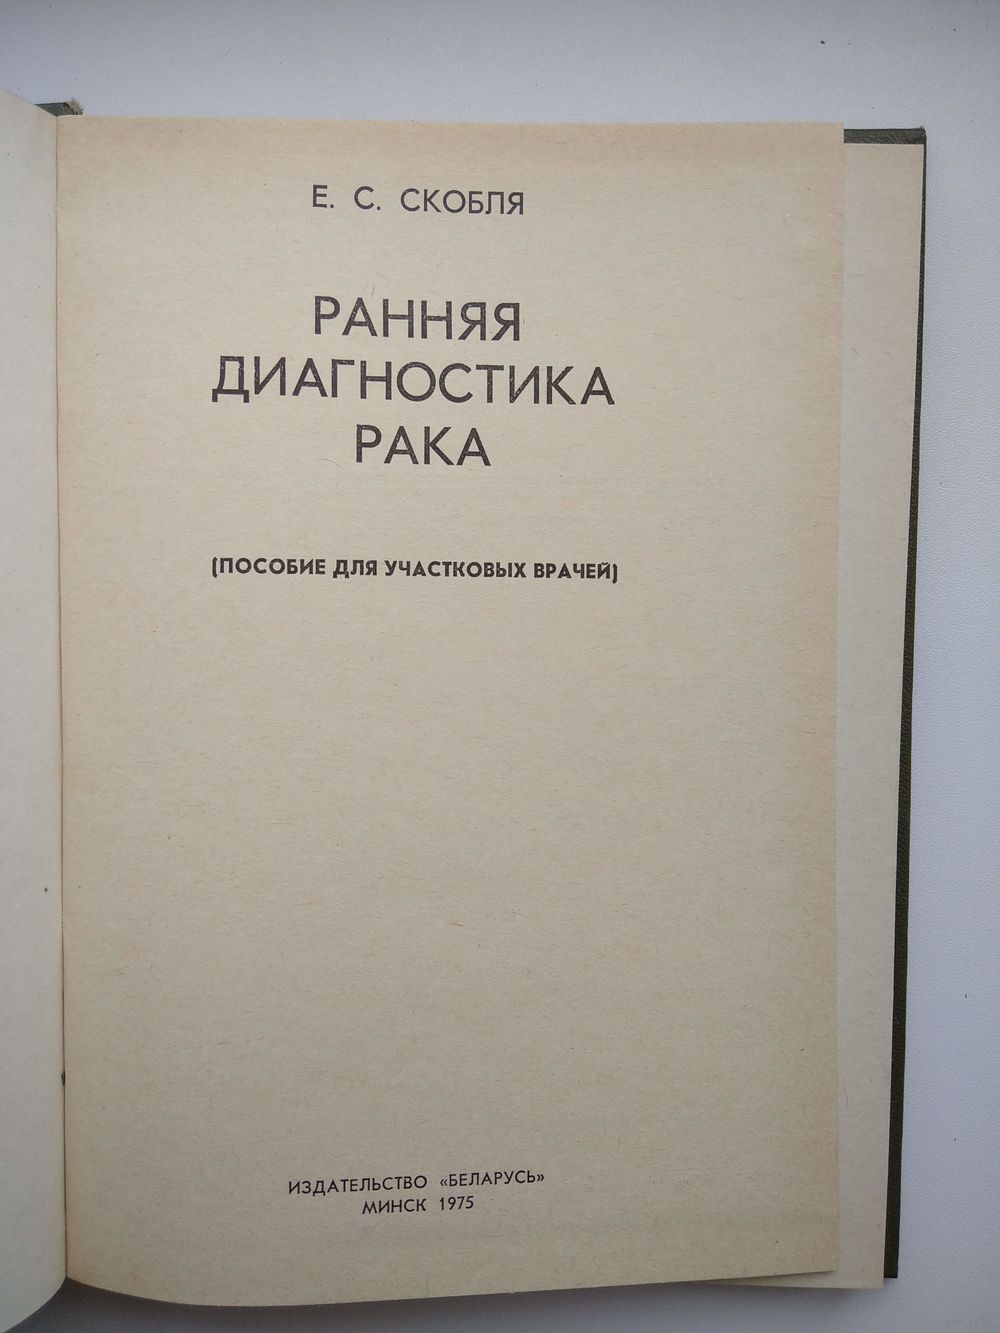 Е. С. СКОБЛЯ
РАННЯЯ
ДИАГНОСТИКА
РАКА
(ПОСОБИЕ ДЛЯ УЧАСТКОВЫХ ВРАЧЕЙ)
ИЗДАТЕЛЬСТВО «БЕЛАРУСЬ»
МИНСК 1975